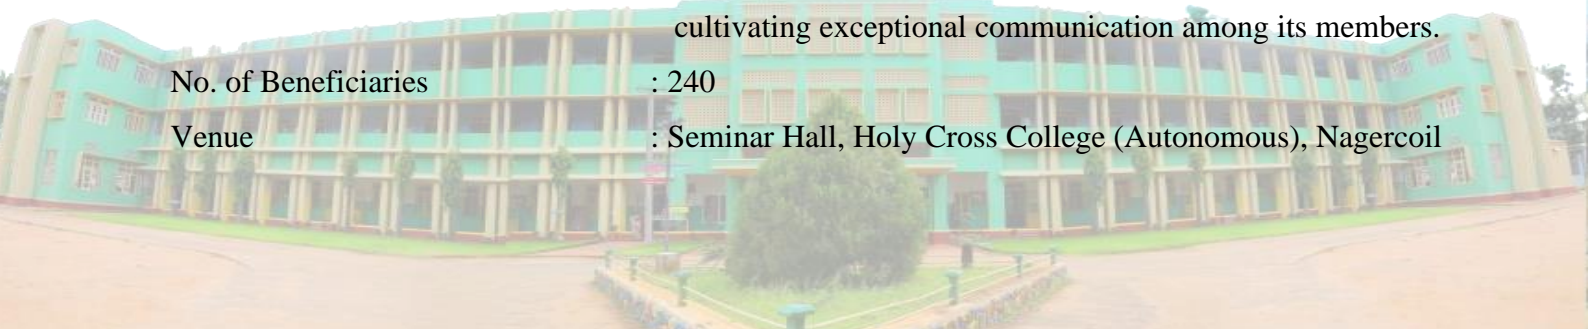 cultivating exceptional communication among its members.
No. of Beneficiaries : 240
Venue : Seminar Hall, Holy Cross College (Autonomous), Nagercoil